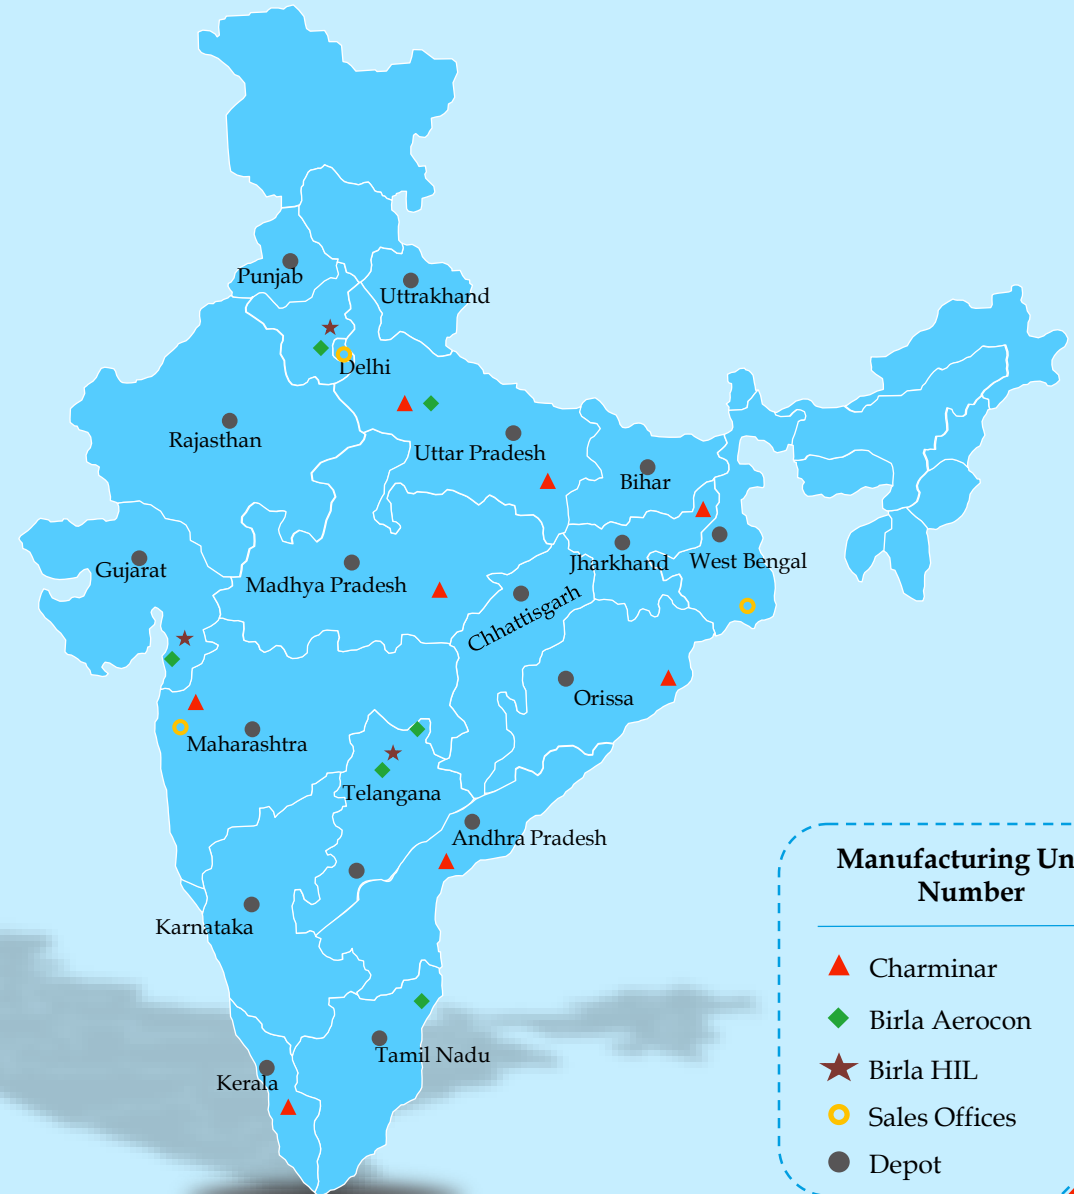 Punjab
Uttrakhand
Delhi
Rajasthan
Uttar Pradesh
Bihar
Gujarat
Madhya Pradesh
Jharkhand
West Bengal
Chhattisgarh
Orissa
Maharashtra
Telangana
Andhra Pradesh
Karnataka
Tamil Nadu
Kerala
Manufacturing Un
Number
Charminar
Birla Aerocon
Birla HIL
Sales Offices
Depot